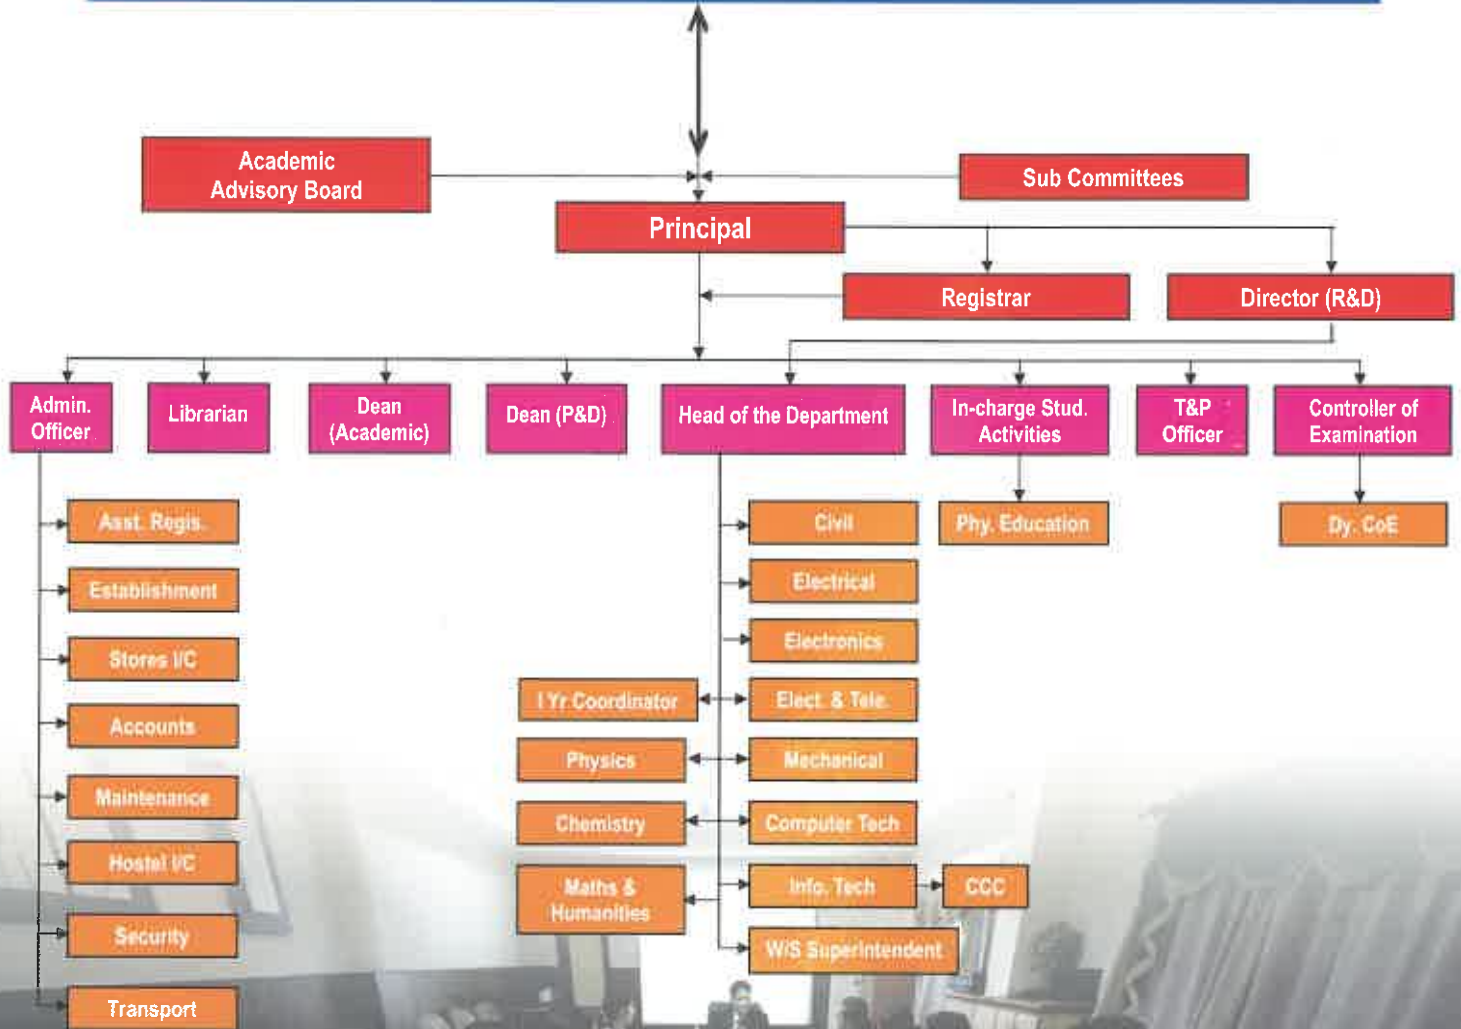 Academic
Advisory Board
Sub Committees
Principal
Registrar
Director (R&D)
Admin.
Officer
Librarian
Dean
(Academic)
Dean (P&D)
Head of the Department
In-charge Stud.
Activities
T&P
Officer
Controller of
Examination
Asst. Regis.
Establishment
Stores I/C
Accounts
Maintenance
Hostel I/C
Security
Transport
Civil
Electrical
Electronics
I Yr Coordinator
Elect. & Tele.
Physics
Mechanical
Chemistry
Computer Tech
Maths &
Humanities
Info. Tech
CCC
W/S Superintendent
Phy. Education
Dy. CoE